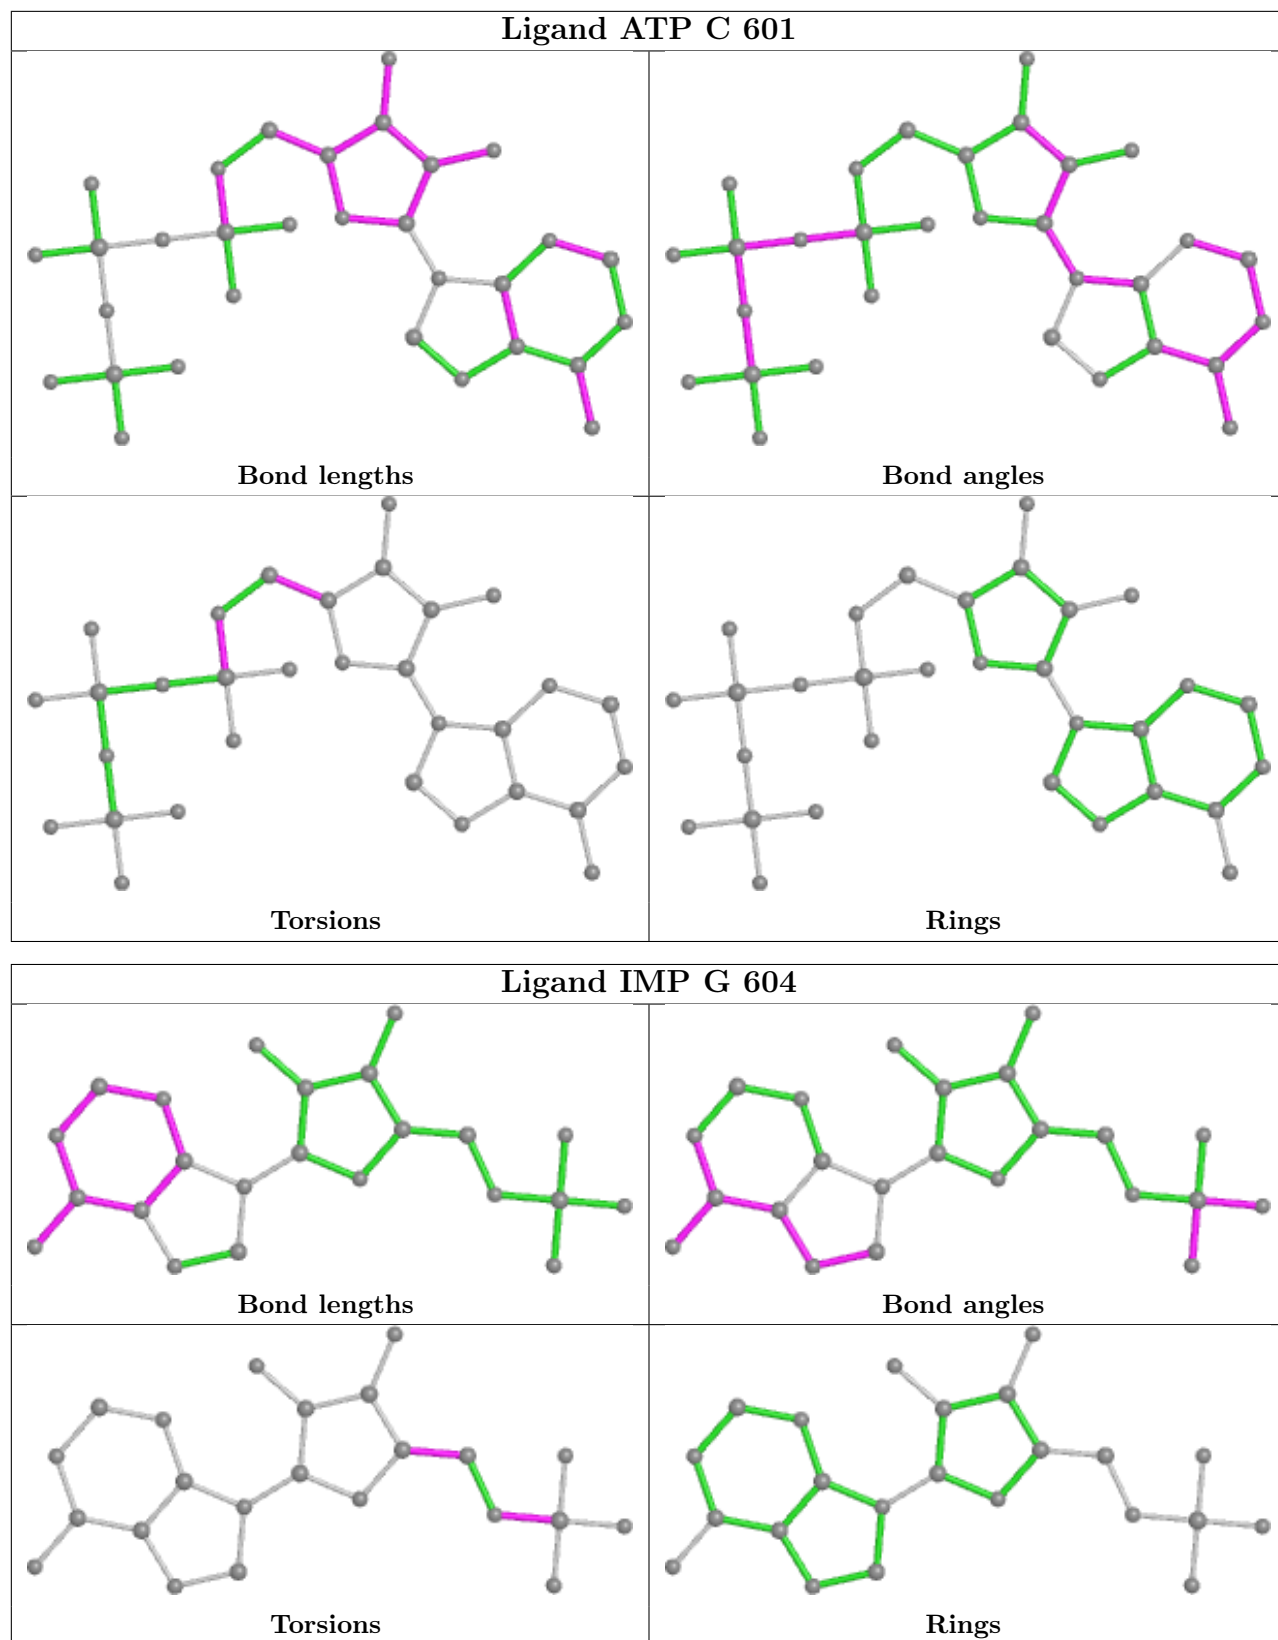 Ligand ATP C 601
Bond lengths
Bond angles
Torsions
Rings
Ligand IMP G 604
Bond lengths
Bond angles
Torsions
Rings